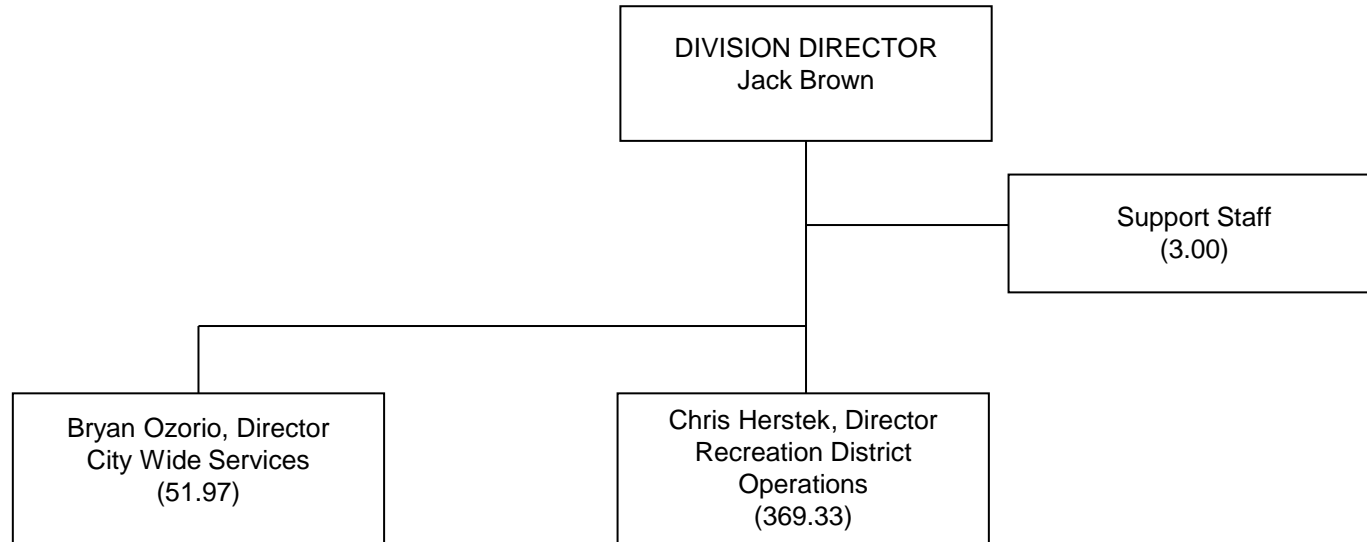 DIVISION DIRECTOR
Jack Brown
Support Staff
(3.00)
Bryan Ozorio, Director
City Wide Services
(51.97)
Chris Herstek, Director
Recreation District
Operations
(369.33)